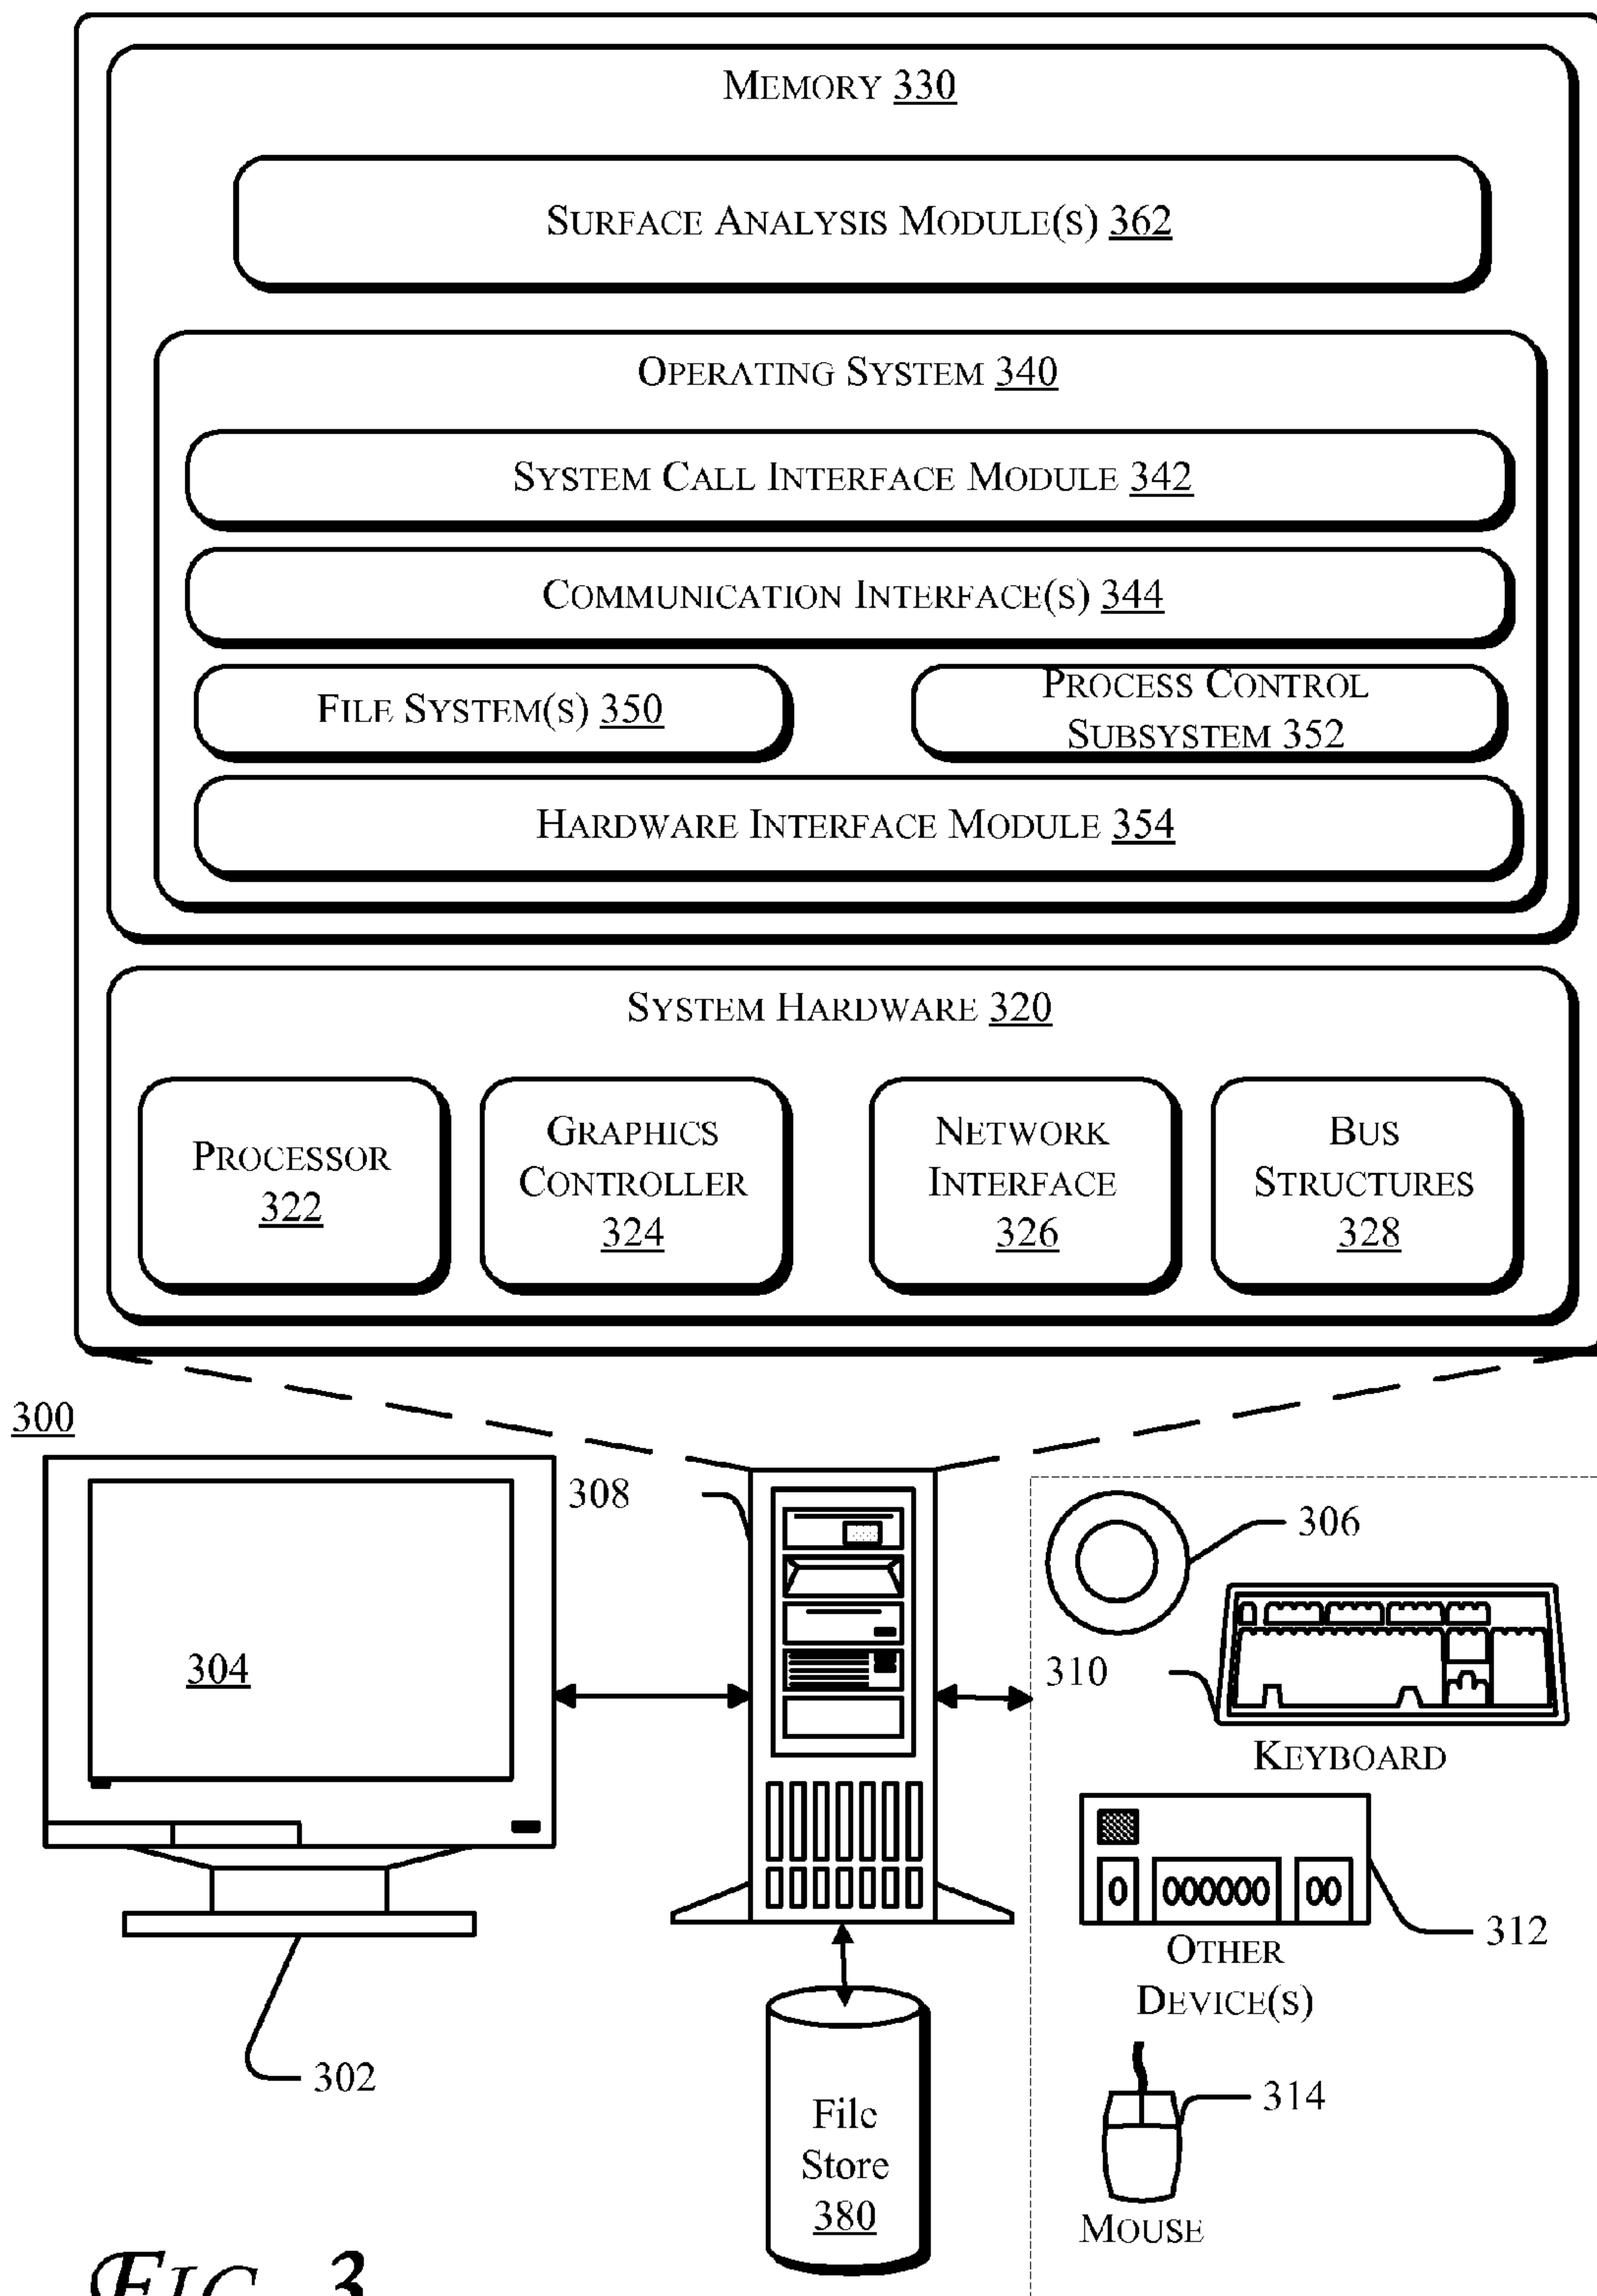 MEMORY 330
SURFACE ANALYSIS MODULE(S) 362
OPERATING SYSTEM 340
SYSTEM CALL INTERFACE MODULE 342
COMMUNICATION INTERFACE(S) 344
FILE SYSTEM(S) 350
PROCESS CONTROL
SUBSYSTEM 352
HARDWARE INTERFACE MODULE 354
SYSTEM HARDWARE 320
PROCESSOR
322
GRAPHICS
CONTROLLER
324
NETWORK
INTERFACE
326
BUS
STRUCTURES
328
300
308
306
304
310
KEYBOARD
312
OTHER
DEVICE(S)
302
314
File
Store
380
MOUSE
FIG. 3